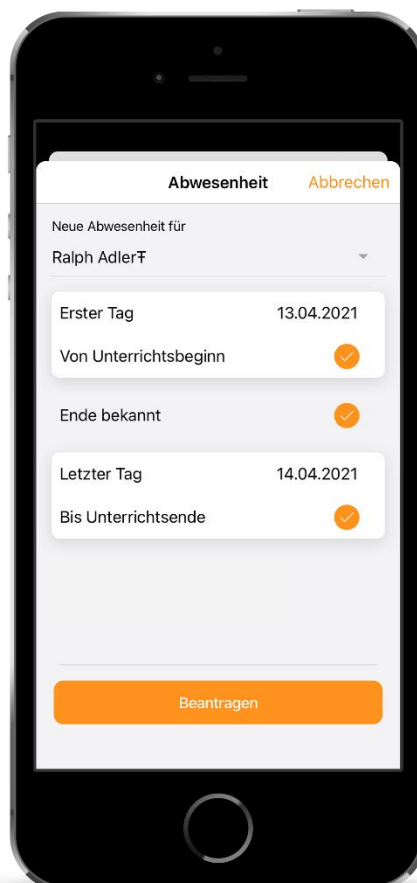 Abwesenheit Abbrechen
Neue Abwesenheit für
Ralph AdlerŦ
Erster Tag 13.04.2021
Von Unterrichtsbeginn
Ende bekannt
Letzter Tag 14.04.2021
Bis Unterrichtsende
Beantragen